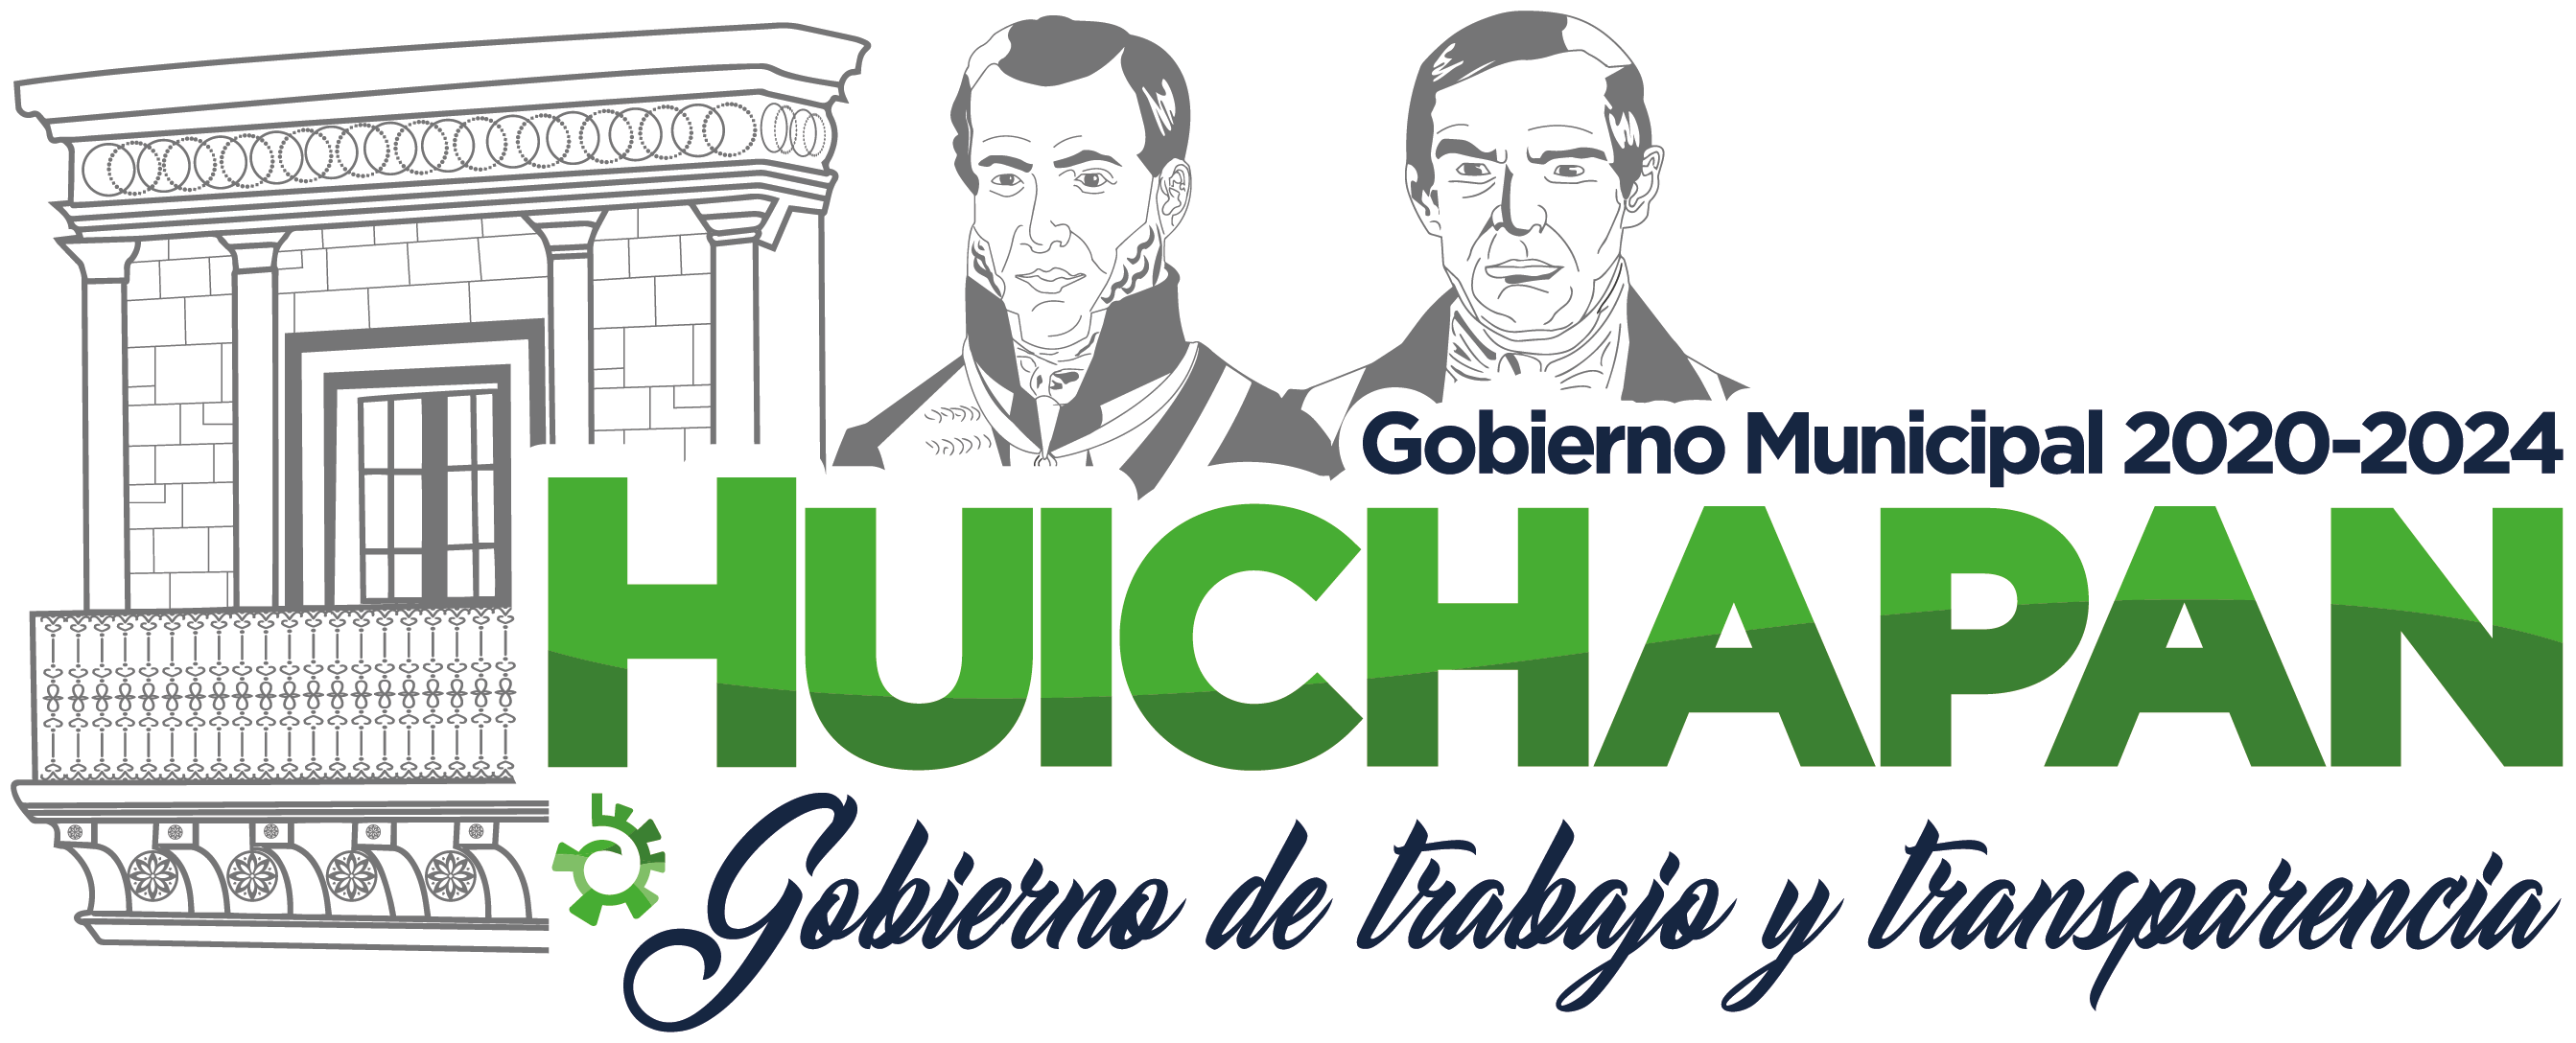 Gobierno Municipal 2020-2024
HUICHAPAN
Gobierno de trabajo y transparencia